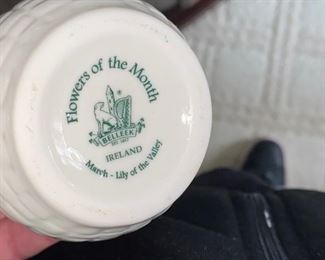 Flowers of the Month
®
BELLEEK
IRELAND
March - Lily of the Valley